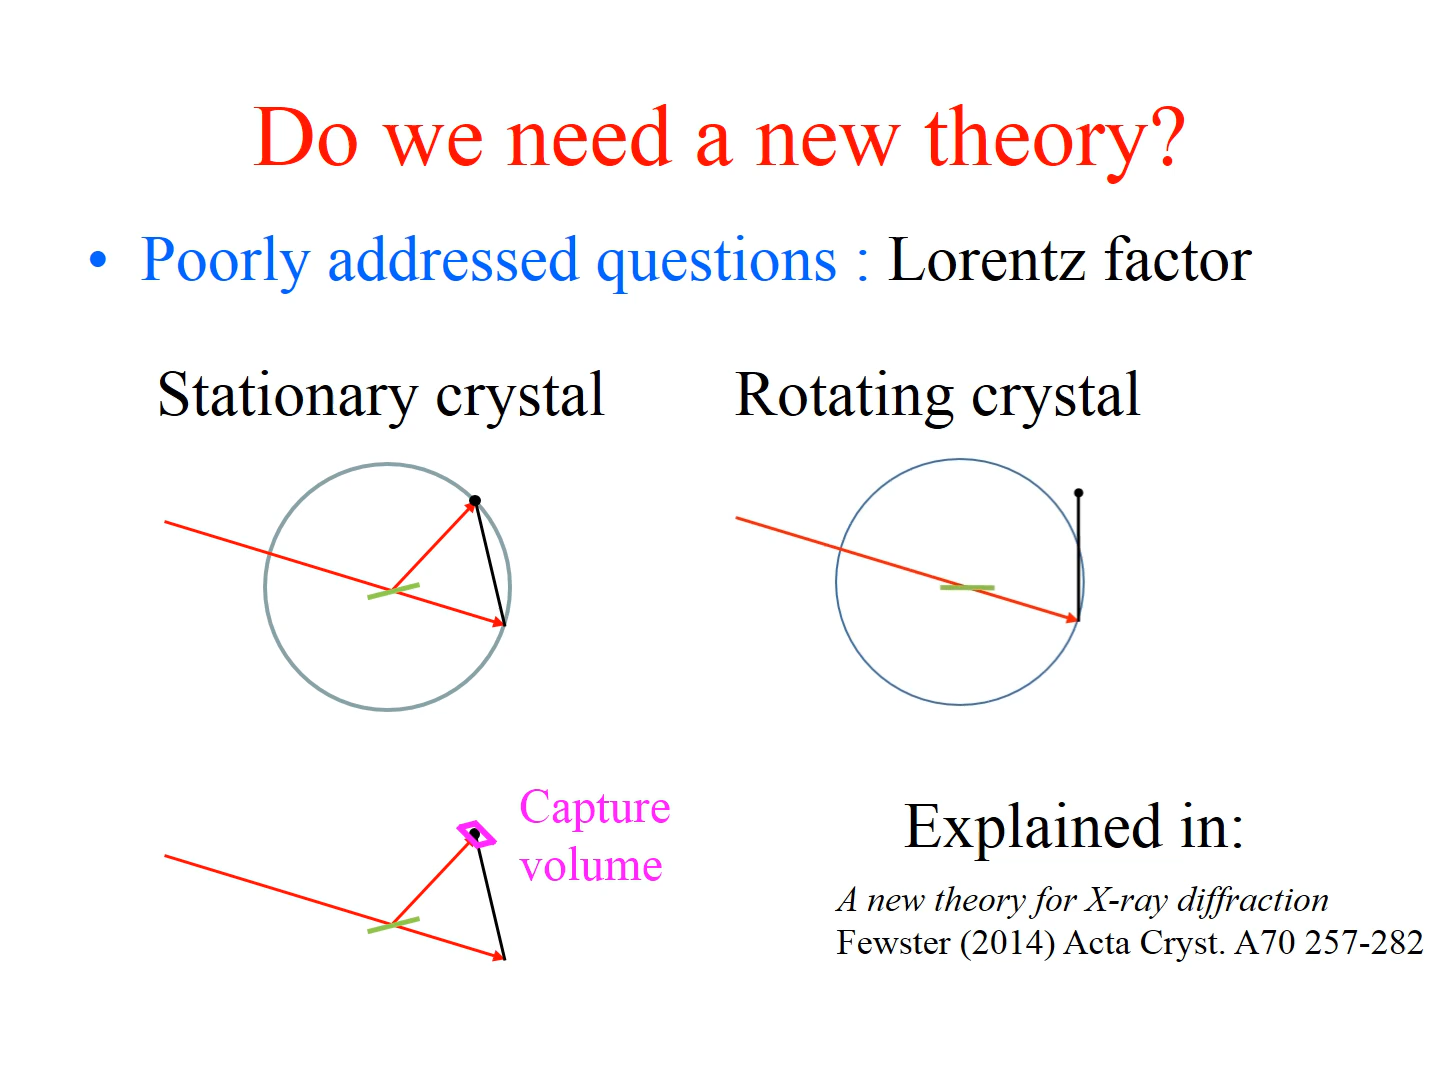 Do we need a new theory?
• Poorly addressed questions : Lorentz factor
Stationary crystal
Rotating crystal
Capture
volume
Explained in:
A new theory for X-ray diffraction
Fewster (2014) Acta Cryst. A70 257-282